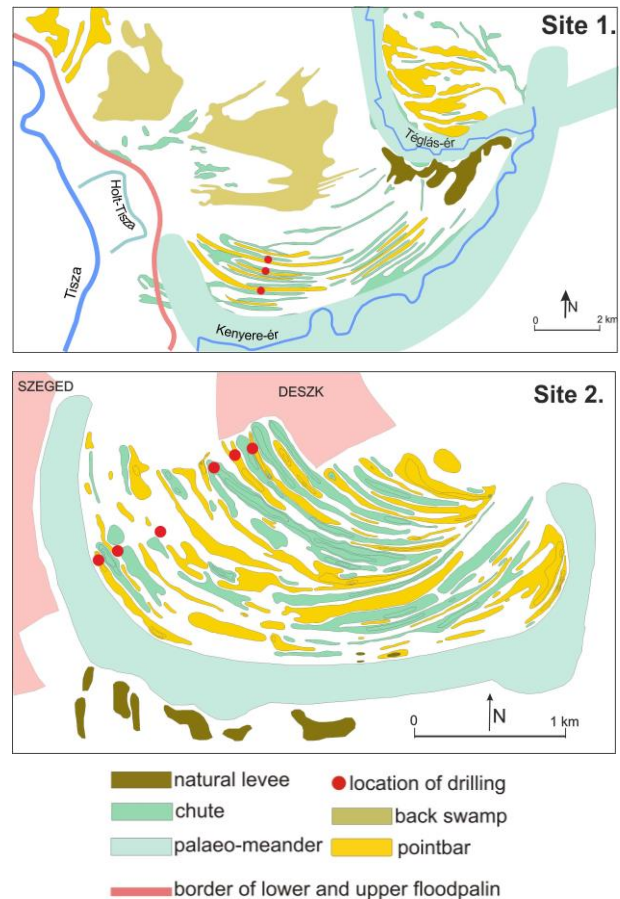 Site 1.
Téglás-ér
Holt-Tisza
Tisza
Kenyere-ér
N
0 2 km
SZEGED
DESZK
Site 2.
N
0 1 km
natural levee
location of drilling
chute
back swamp
palaeo-meander
pointbar
border of lower and upper floodpalin